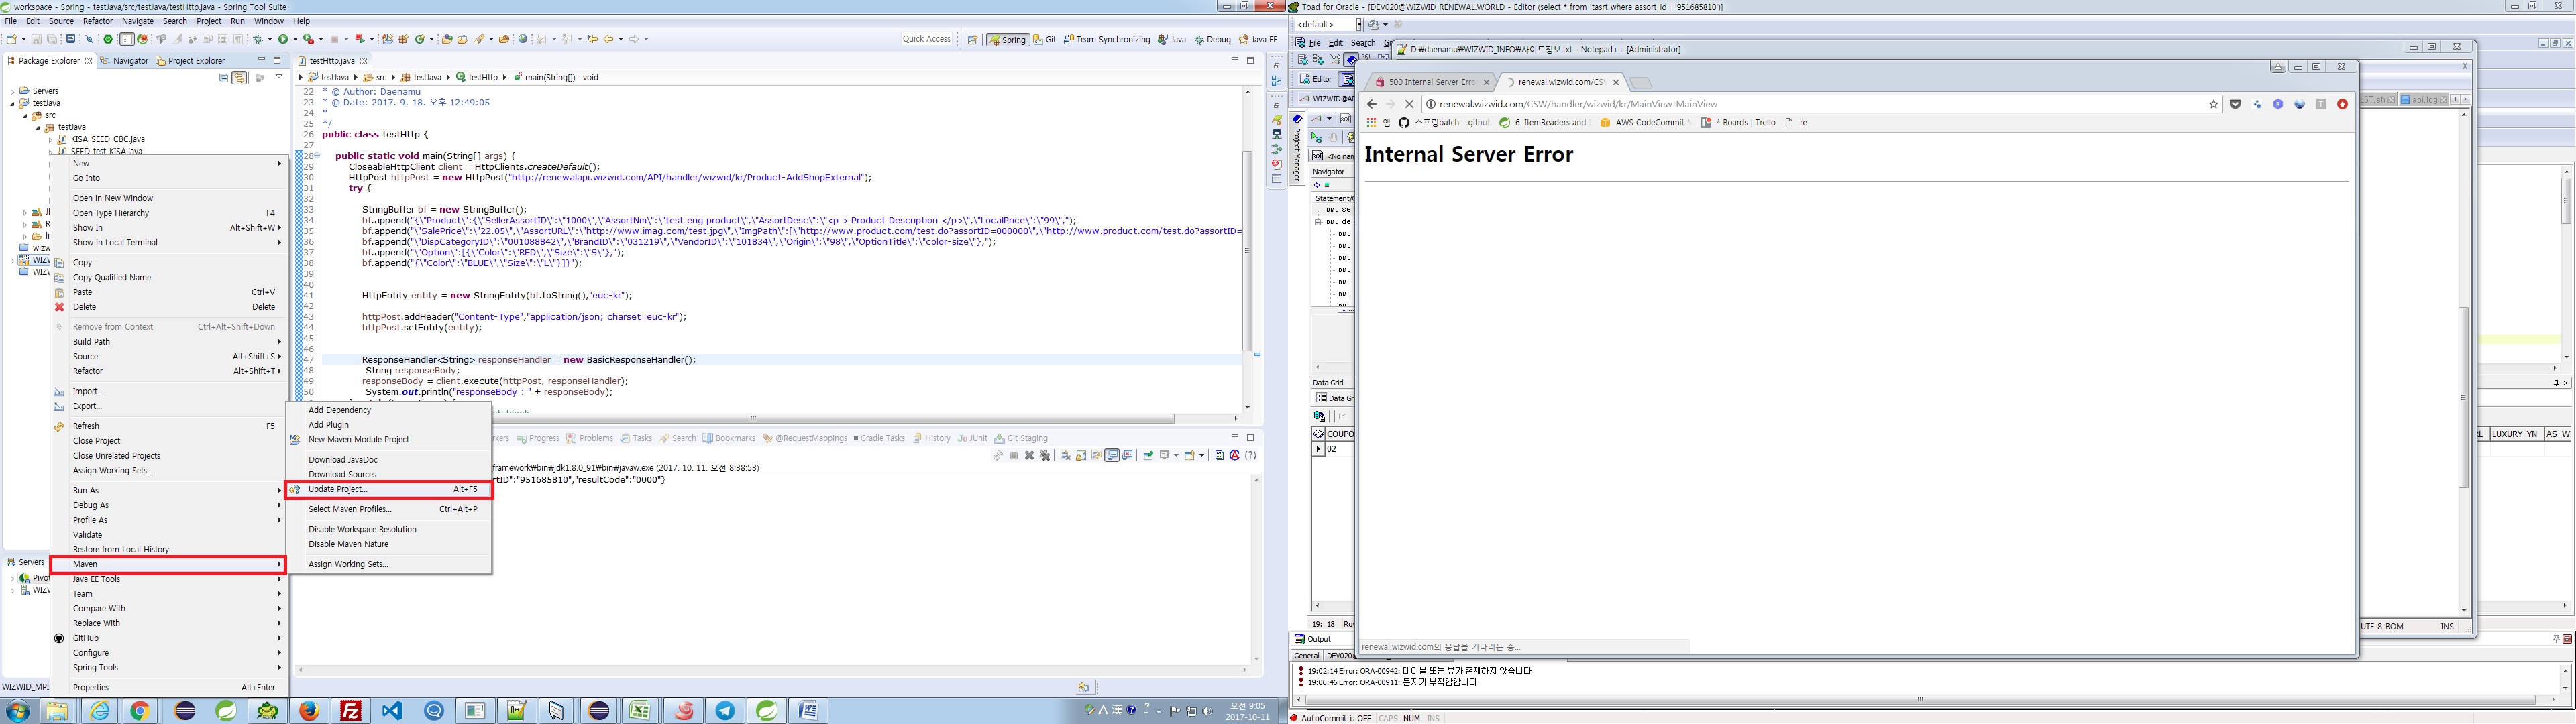 workspace - Spring - testJava/src/testJava/testHttp.java - Spring Tool Suite
File Edit Source Refactor Navigate Search Project Run Window Help
Quick Access
Spring Git Team Synchronizing Java Debug Java EE
Package Explorer Navigator Project Explorer
Servers
testJava
src
testJava
KISA_SEED_CBC.java
SEED_test_KISA.java
New
Go Into
Open in New Window
Open Type Hierarchy F4
Show In Alt+Shift+W
Show in Local Terminal
Copy
Copy Qualified Name
Paste Ctrl+V
Delete Delete
Remove from Context Ctrl+Alt+Shift+Down
Build Path
Source Alt+Shift+S
Refactor Alt+Shift+T
Import...
Export...
Refresh F5
Close Project
Close Unrelated Projects
Assign Working Sets...
Run As
Debug As
Profile As
Validate
Restore from Local History...
Maven
Java EE Tools
Team
Compare With
Replace With
GitHub
Configure
Spring Tools
Properties Alt+Enter
Servers
WIZWID_MPI
Add Dependency
Add Plugin
New Maven Module Project
Download JavaDoc
Download Sources
Update Project... Alt+F5
Select Maven Profiles... Ctrl+Alt+P
Disable Workspace Resolution
Disable Maven Nature
Assign Working Sets...
testHttp.java
testJava src testJava testHttp main(String[]) : void
22 * @ Author: Daenamu
23 * @ Date: 2017. 9. 18. 오후 12:49:05
24 *
25 */
26 public class testHttp {
27
28 public static void main(String[] args) {
29 CloseableHttpClient client = HttpClients.createDefault();
30 HttpPost httpPost = new HttpPost("http://renewalapi.wizwid.com/API/handler/wizwid/kr/Product-AddShopExternal");
31 try {
32
33 StringBuffer bf = new StringBuffer();
34 bf.append("{\"Product\":{\"SellerAssortID\":\"1000\",\"AssortNm\":\"test eng product\",\"AssortDesc\":\"<p > Product Description </p>\",\"LocalPrice\":\"99\",");
35 bf.append("\"SalePrice\":\"22.05\",\"AssortURL\":\"http://www.imag.com/test.jpg\",\"ImgPath\":[\"http://www.product.com/test.do?assortID=000000\",\"http://www.product.com/test.do?assortID=
36 bf.append("\"DispCategoryID\":\"001088842\",\"BrandID\":\"031219\",\"VendorID\":\"101834\",\"Origin\":\"98\",\"OptionTitle\":\"color-size\"},");
37 bf.append("\"Option\":[{\"Color\":\"RED\",\"Size\":\"S\"},");
38 bf.append("{\"Color\":\"BLUE\",\"Size\":\"L\"}]}");
39
40
41 HttpEntity entity = new StringEntity(bf.toString(),"euc-kr");
42
43 httpPost.addHeader("Content-Type","application/json; charset=euc-kr");
44 httpPost.setEntity(entity);
45
46
47 ResponseHandler<String> responseHandler = new BasicResponseHandler();
48 String responseBody;
49 responseBody = client.execute(httpPost, responseHandler);
50 System.out.println("responseBody : " + responseBody);
rkers Progress Problems Tasks Search Bookmarks @RequestMappings Gradle Tasks History JUnit Git Staging
framework₩bin₩jdk1.8.0_91₩bin₩javaw.exe (2017. 10. 11. 오전 8:38:53)
rtID":"951685810","resultCode":"0000"}
오전 9:05
2017-10-11
Toad for Oracle - [DEV020@WIZWID_RENEWAL.WORLD - Editor (select * from itasrt where assort_id ='951685810')]
<default>
File Edit Search
D:₩daenamu₩WIZWID_INFO₩사이트정보.txt - Notepad++ [Administrator]
Editor
WIZWID@AP
Project Manager
Navigator
Statement/
DML sel
DML del
DML
DML
DML
DML
DML
DML
Data Grid
Data Gr
COUPO
02
19: 18
500 Internal Server Erro
renewal.wizwid.com/CSW
renewal.wizwid.com/CSW/handler/wizwid/kr/MainView-MainView
앱 스프링batch - githu 6. ItemReaders and AWS CodeCommit * Boards | Trello re
Internal Server Error
renewal.wizwid.com의 응답을 기다리는 중...
api.log
LUXURY_YN AS_W
UTF-8-BOM INS
Output
General DEV020@
19:02:14 Error: ORA-00942: 테이블 또는 뷰가 존재하지 않습니다
19:06:46 Error: ORA-00911: 문자가 부적합합니다
AutoCommit is OFF CAPS NUM INS